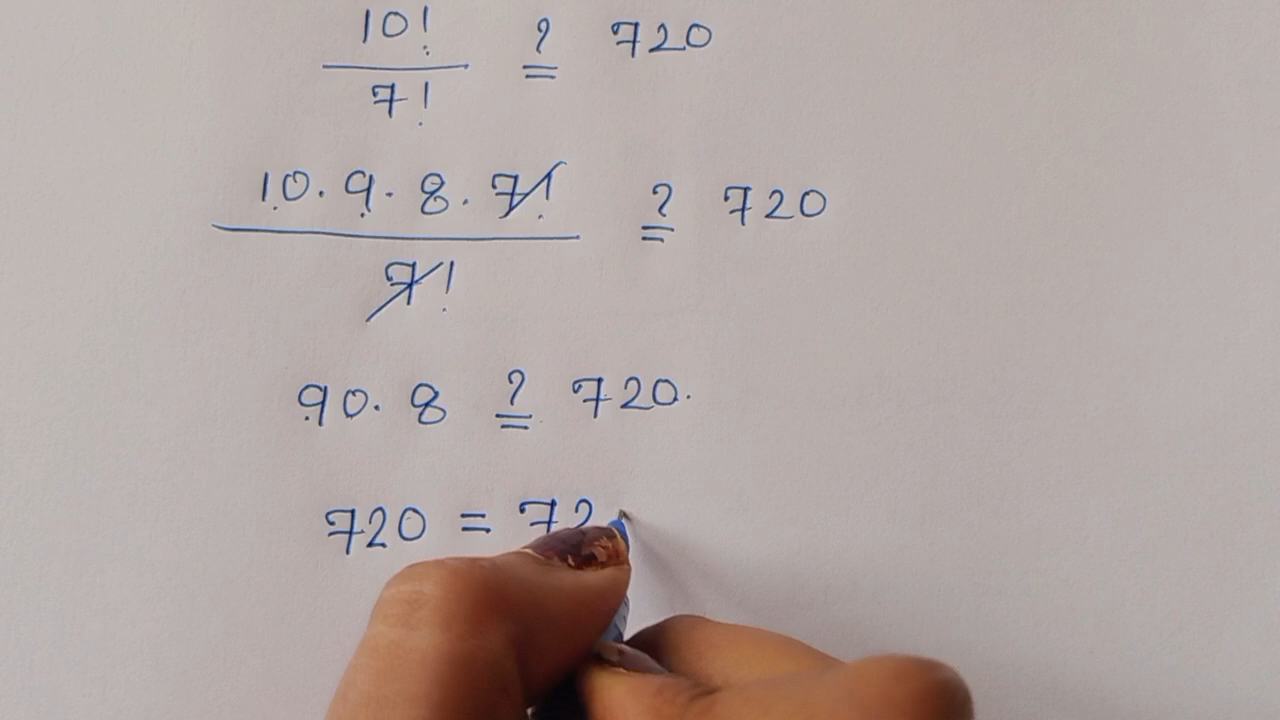 10!
7!
? = 720
10. 9. 8. 7!
7!
? = 720
90. 8 ? = 720.
720 = 72